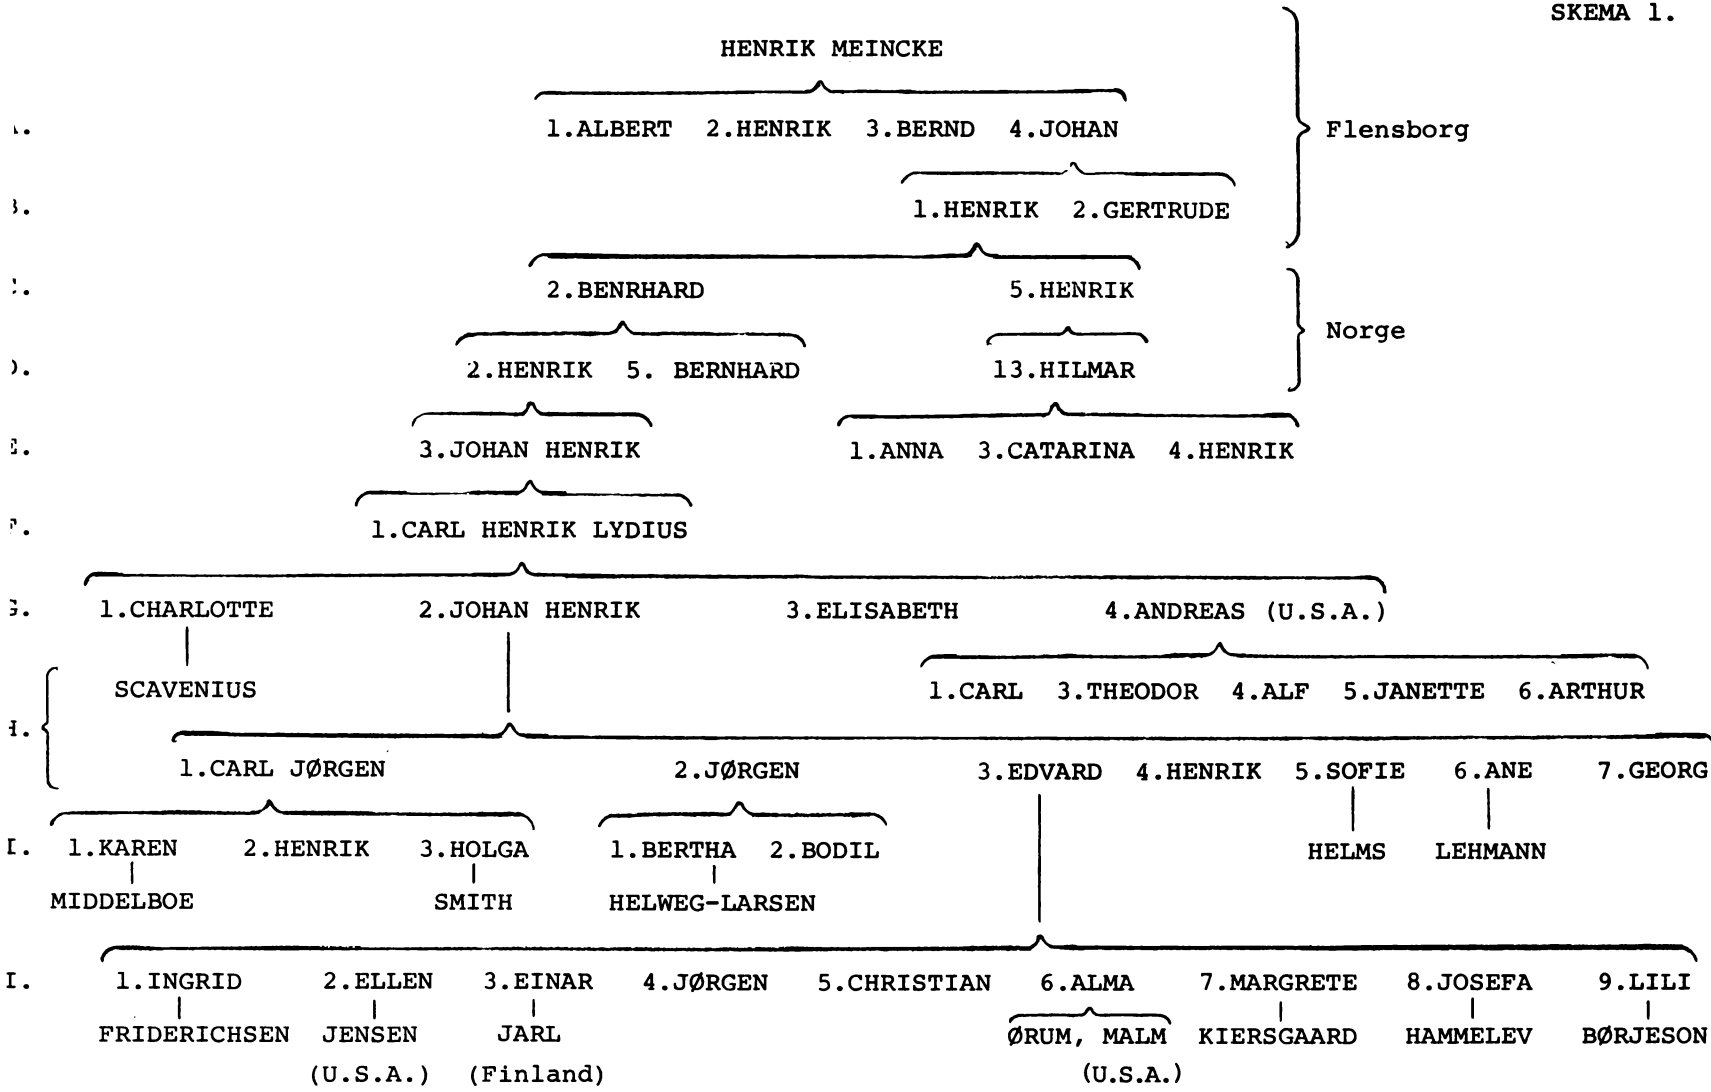 SKEMA 1.
HENRIK MEINCKE
1.ALBERT 2.HENRIK 3.BERND 4.JOHAN
Flensborg
1.HENRIK 2.GERTRUDE
2.BENRHARD 5.HENRIK
Norge
2.HENRIK 5. BERNHARD 13.HILMAR
3.JOHAN HENRIK 1.ANNA 3.CATARINA 4.HENRIK
1.CARL HENRIK LYDIUS
1.CHARLOTTE 2.JOHAN HENRIK 3.ELISABETH 4.ANDREAS (U.S.A.)
SCAVENIUS 1.CARL 3.THEODOR 4.ALF 5.JANETTE 6.ARTHUR
1.CARL JØRGEN 2.JØRGEN 3.EDVARD 4.HENRIK 5.SOFIE 6.ANE 7.GEORG
I. 1.KAREN 2.HENRIK 3.HOLGA 1.BERTHA 2.BODIL HELMS LEHMANN
MIDDELBOE SMITH HELWEG-LARSEN
I. 1.INGRID 2.ELLEN 3.EINAR 4.JØRGEN 5.CHRISTIAN 6.ALMA 7.MARGRETE 8.JOSEFA 9.LILI
FRIDERICHSEN JENSEN JARL ØRUM, MALM KIERSGAARD HAMMELEV BØRJESON
(U.S.A.) (Finland) (U.S.A.)